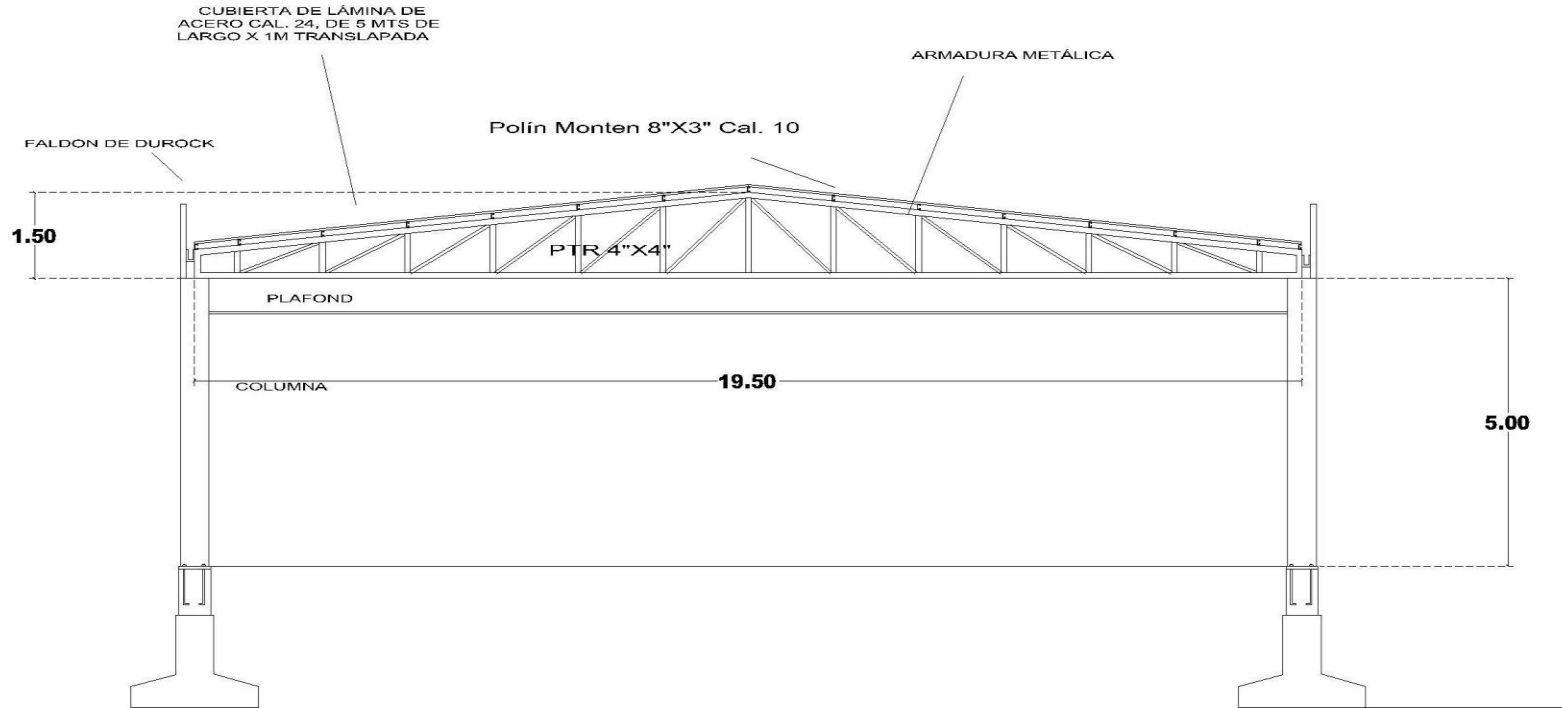 CUBIERTA DE LÁMINA DE
ACERO CAL. 24, DE 5 MTS DE
LARGO X 1M TRANSLAPADA
ARMADURA METÁLICA
Polín Monten 8"X3" Cal. 10
FALDÓN DE DUROCK
1.50
PTR 4"X4"
PLAFOND
19.50
COLUMNA
5.00